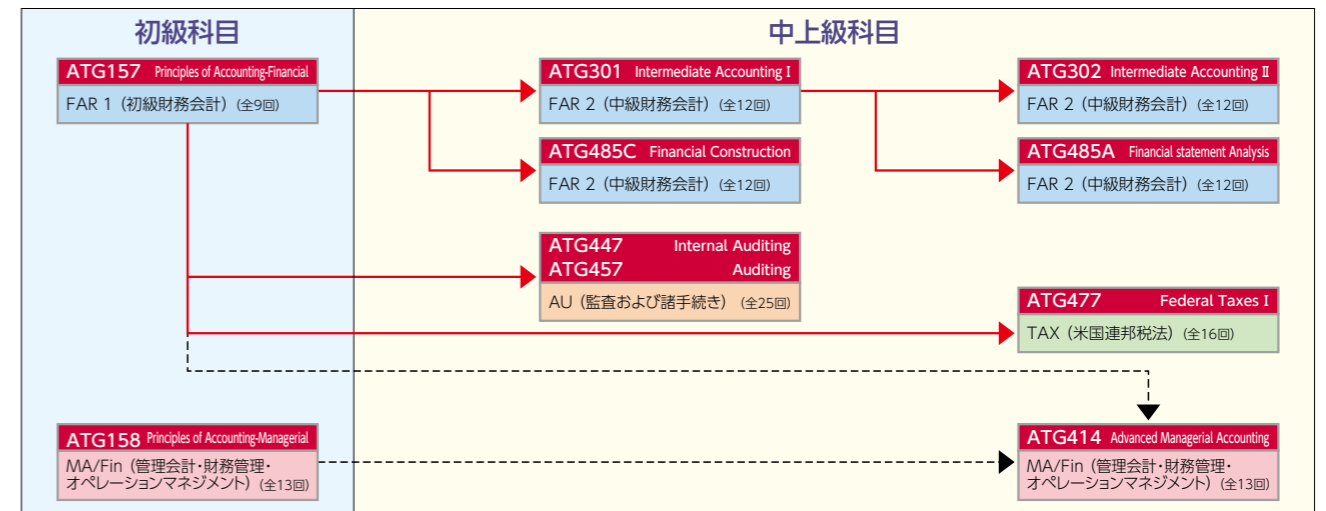 初級科目
中上級科目
ATG157 Principles of Accounting-Financial
FAR 1（初級財務会計）（全9回）
ATG301 Intermediate Accounting I
FAR 2（中級財務会計）（全12回）
ATG302 Intermediate Accounting Ⅱ
FAR 2（中級財務会計）（全12回）
ATG485C Financial Construction
FAR 2（中級財務会計）（全12回）
ATG485A Financial statement Analysis
FAR 2（中級財務会計）（全12回）
ATG447 Internal Auditing
ATG457 Auditing
AU（監査および諸手続き）（全25回）
ATG477 Federal Taxes I
TAX（米国連邦税法）（全16回）
ATG158 Principles of Accounting-Managerial
MA/Fin（管理会計・財務管理・
オペレーションマネジメント）（全13回）
ATG414 Advanced Managerial Accounting
MA/Fin（管理会計・財務管理・
オペレーションマネジメント）（全13回）